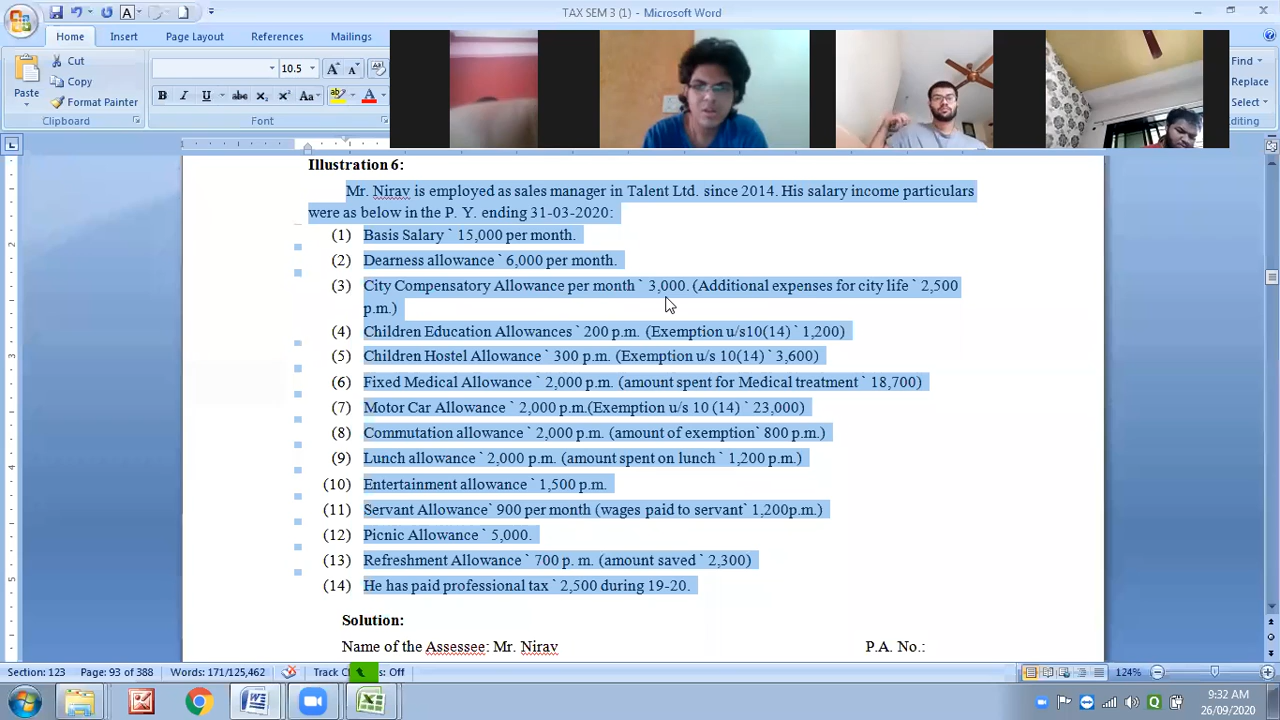 TAX SEM 3 (1) - Microsoft Word
Home Insert Page Layout References Mailings
Cut
Copy
Format Painter
Paste
Clipboard
10.5
B I U abc X₂ X² Aa
Font
Find
Replace
Select
diting
Illustration 6:
Mr. Nirav is employed as sales manager in Talent Ltd. since 2014. His salary income particulars
were as below in the P. Y. ending 31-03-2020:
(1) Basis Salary ` 15,000 per month.
(2) Dearness allowance ` 6,000 per month.
(3) City Compensatory Allowance per month ` 3,000. (Additional expenses for city life ` 2,500
p.m.)
(4) Children Education Allowances ` 200 p.m. (Exemption u/s10(14) ` 1,200)
(5) Children Hostel Allowance ` 300 p.m. (Exemption u/s 10(14) ` 3,600)
(6) Fixed Medical Allowance ` 2,000 p.m. (amount spent for Medical treatment ` 18,700)
(7) Motor Car Allowance ` 2,000 p.m.(Exemption u/s 10 (14) ` 23,000)
(8) Commutation allowance ` 2,000 p.m. (amount of exemption` 800 p.m.)
(9) Lunch allowance ` 2,000 p.m. (amount spent on lunch ` 1,200 p.m.)
(10) Entertainment allowance ` 1,500 p.m.
(11) Servant Allowance` 900 per month (wages paid to servant` 1,200p.m.)
(12) Picnic Allowance ` 5,000.
(13) Refreshment Allowance ` 700 p. m. (amount saved ` 2,300)
(14) He has paid professional tax ` 2,500 during 19-20.
Solution:
Name of the Assessee: Mr. Nirav P.A. No.:
Section: 123 Page: 93 of 388 Words: 171/125,462 Track C s: Off 124%
9:32 AM
26/09/2020